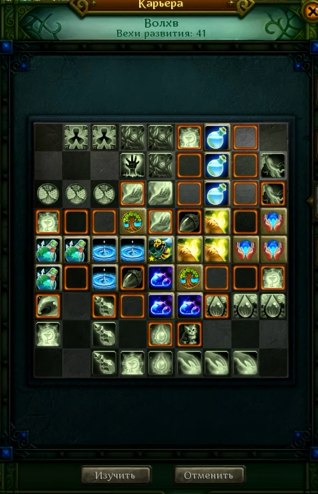 Карьера
Волхв
Вехи развития: 41
Изучить
Отменить